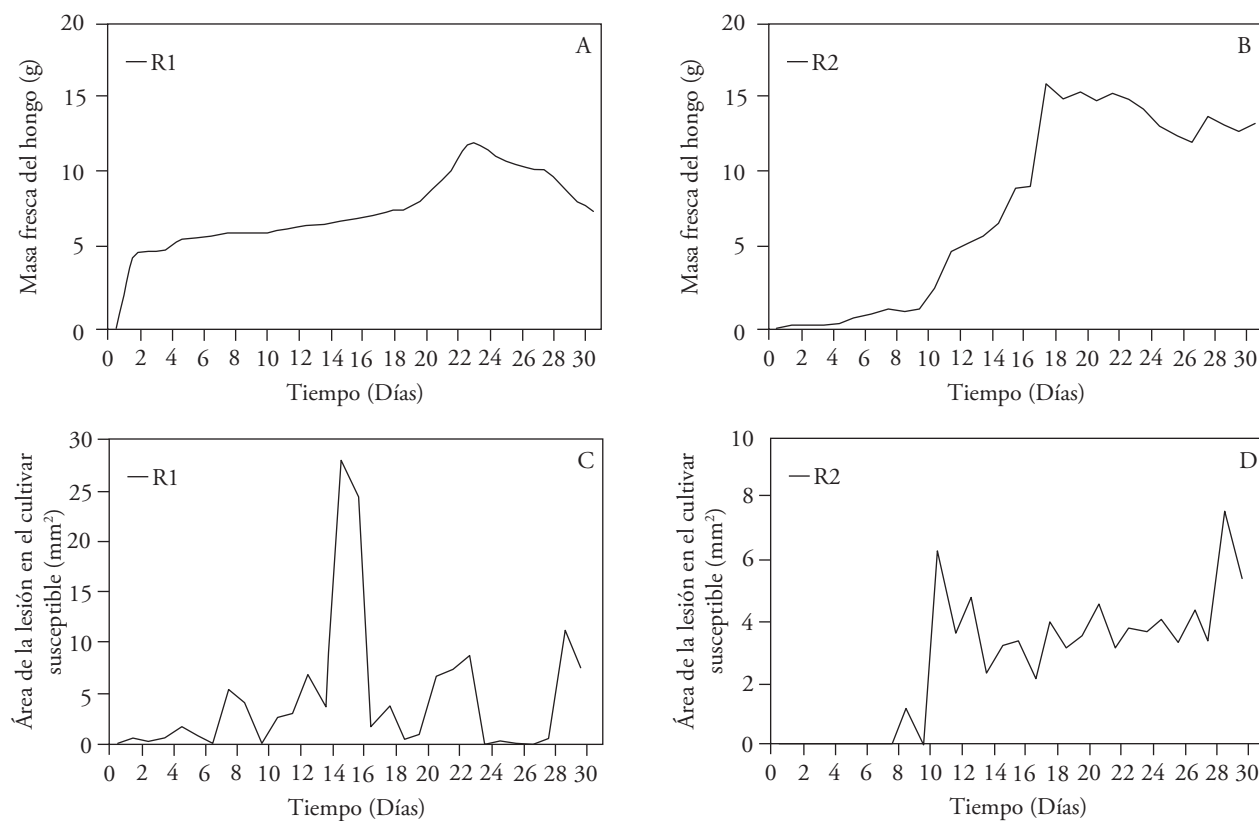 20
15
10
5
0
Masa fresca del hongo (g)
R1
A
0 2 4 6 8 10 12 14 16 18 20 22 24 26 28 30
Tiempo (Días)
20
15
10
5
0
Masa fresca del hongo (g)
R2
B
0 2 4 6 8 10 12 14 16 18 20 22 24 26 28 30
Tiempo (Días)
30
25
20
15
10
5
0
Área de la lesión en el cultivar
susceptible (mm²)
R1
C
0 2 4 6 8 10 12 14 16 18 20 22 24 26 28 30
Tiempo (Días)
10
8
6
4
2
0
Área de la lesión en el cultivar
susceptible (mm²)
R2
D
0 2 4 6 8 10 12 14 16 18 20 22 24 26 28 30
Tiempo (Días)